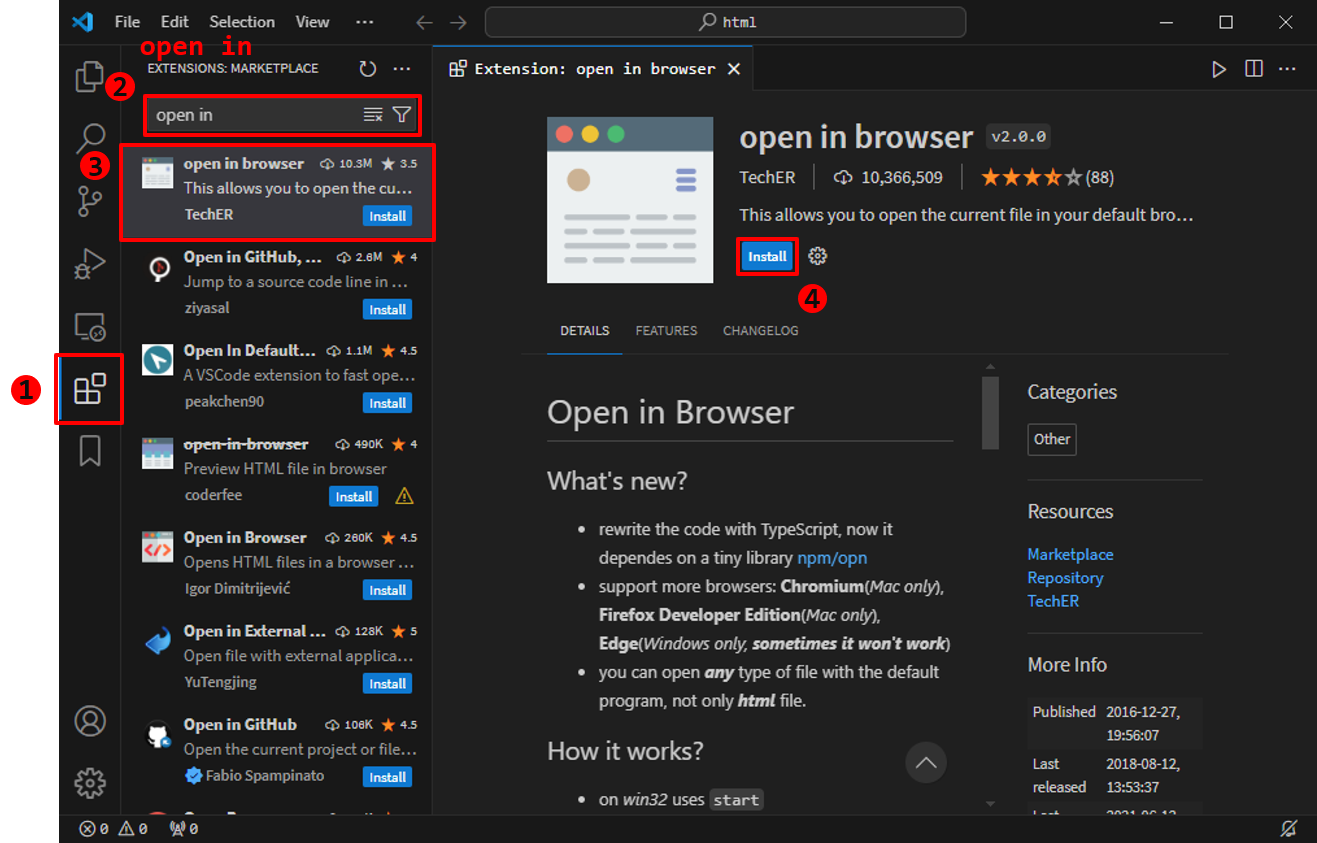 File Edit Selection View ··· html
open in
EXTENSIONS: MARKETPLACE
2
open in
3
open in browser 10.3M 3.5
This allows you to open the cu...
TechER Install
Open in GitHub, ... 2.6M 4
Jump to a source code line in ...
ziyasal Install
Open In Default... 1.1M 4.5
A VSCode extension to fast ope...
peakchen90 Install
1
open-in-browser 490K 4
Preview HTML file in browser
coderfee Install
Open in Browser 260K 4.5
Opens HTML files in a browser ...
Igor Dimitrijević Install
Open in External ... 128K 5
Open file with external applica...
YuTengjing Install
Open in GitHub 106K 4.5
Open the current project or file...
Fabio Spampinato Install
Extension: open in browser
open in browser v2.0.0
TechER 10,366,509 (88)
This allows you to open the current file in your default bro...
Install
4
DETAILS FEATURES CHANGELOG
Open in Browser
What's new?
• rewrite the code with TypeScript, now it
dependes on a tiny library npm/opn
• support more browsers: Chromium(Mac only),
Firefox Developer Edition(Mac only),
Edge(Windows only, sometimes it won't work)
• you can open any type of file with the default
program, not only html file.
How it works?
• on win32 uses start
Categories
Other
Resources
Marketplace
Repository
TechER
More Info
Published 2016-12-27,
19:56:07
Last 2018-08-12,
released 13:53:37
0 0 0